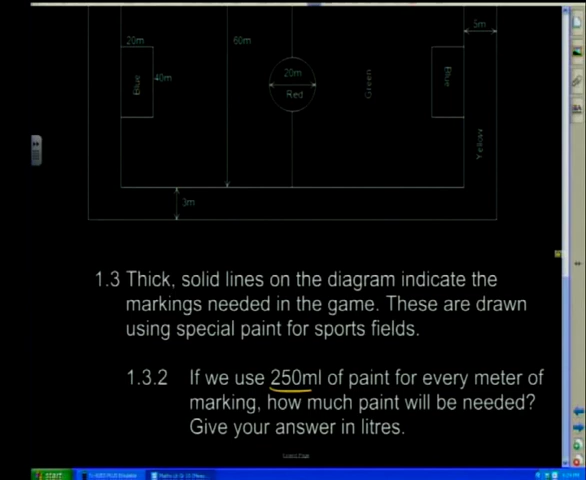 5m
20m
60m
Blue
40m
20m
Red
Green
Blue
Yellow
3m
1.3 Thick, solid lines on the diagram indicate the
markings needed in the game. These are drawn
using special paint for sports fields.
1.3.2 If we use 250ml of paint for every meter of
marking, how much paint will be needed?
Give your answer in litres.
start